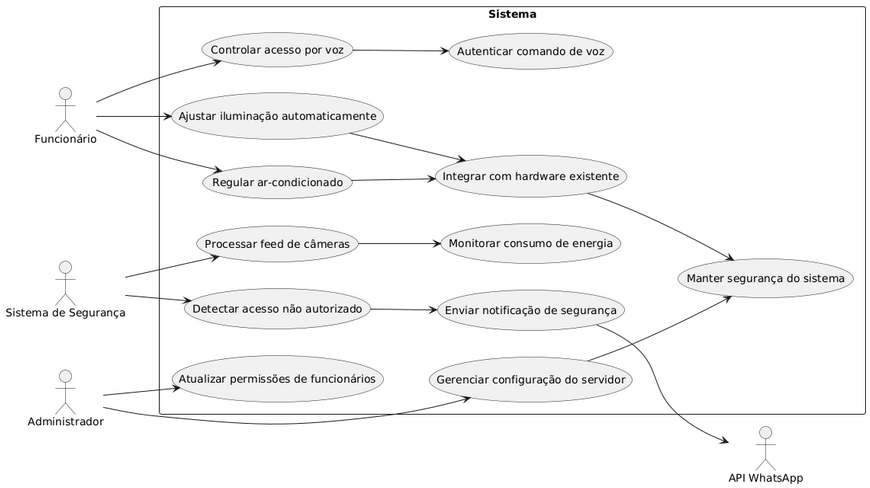 Sistema
Controlar acesso por voz
Autenticar comando de voz
Funcionário
Ajustar iluminação automaticamente
Regular ar-condicionado
Integrar com hardware existente
Processar feed de câmeras
Monitorar consumo de energia
Manter segurança do sistema
Sistema de Segurança
Detectar acesso não autorizado
Enviar notificação de segurança
Atualizar permissões de funcionários
Gerenciar configuração do servidor
Administrador
API WhatsApp